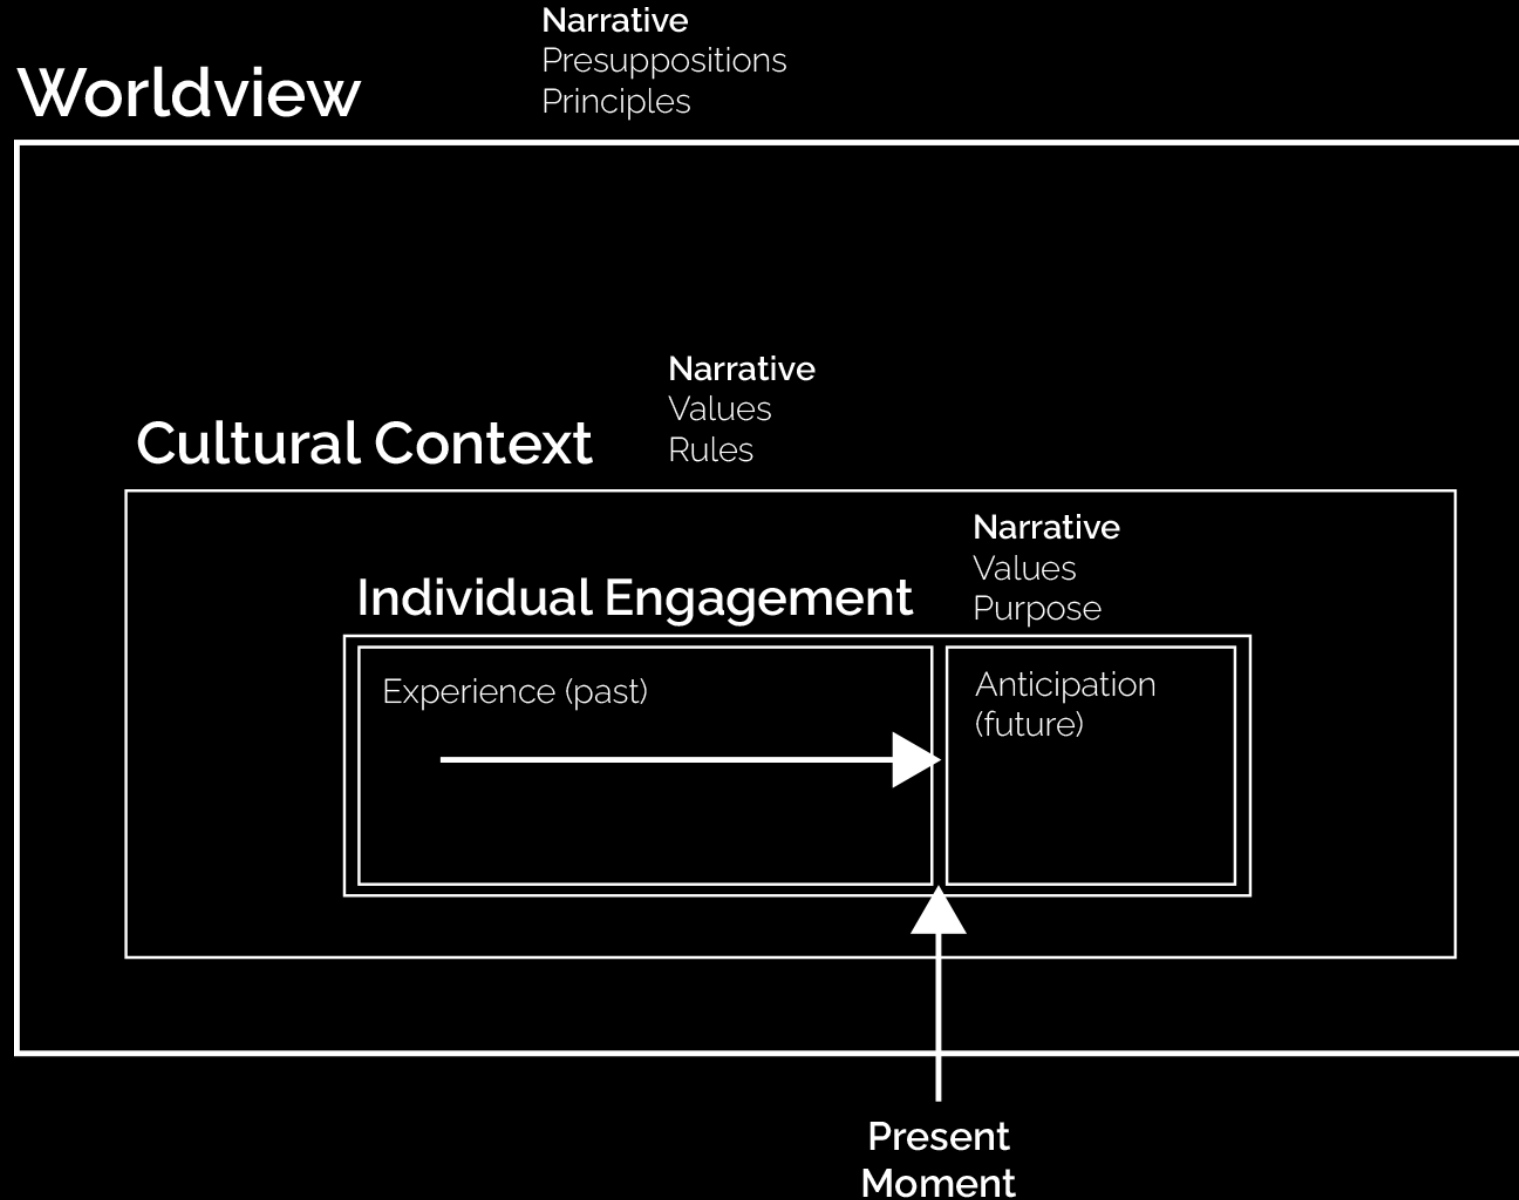 Narrative
Presuppositions
Principles
Worldview
Narrative
Values
Rules
Cultural Context
Narrative
Values
Purpose
Individual Engagement
Experience (past)
Anticipation
(future)
Present
Moment